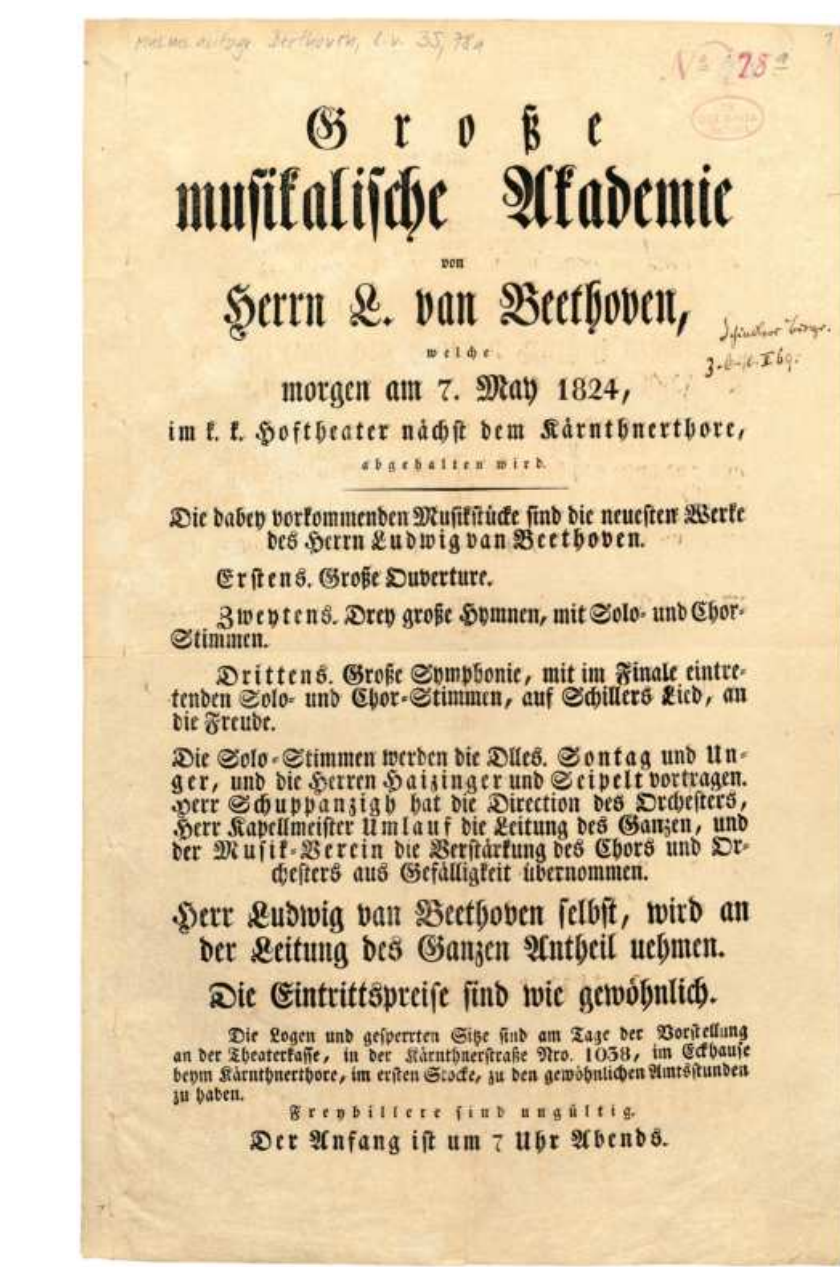 Beethoven, 35, 78a
No 78a
Große
musikalische Akademie
von
Herrn L. van Beethoven,
welche
morgen am 7. May 1824,
im k. k. Hoftheater nächst dem Kärnthnerthore,
abgehalten wird.
Die dabey vorkommenden Musikstücke sind die neuesten Werke
des Herrn Ludwig van Beethoven.
Erstens. Große Ouverture.
Zweytens. Drey große Hymnen, mit Solo- und Chor-
Stimmen.
Drittens. Große Symphonie, mit im Finale eintre-
tenden Solo- und Chor-Stimmen, auf Schillers Lied, an
die Freude.
Die Solo-Stimmen werden die Dlles. Sontag und Un-
ger, und die Herren Haizinger und Seipelt vortragen.
Herr Schuppanzigh hat die Direction des Orchesters,
Herr Kapellmeister Umlauf die Leitung des Ganzen, und
der Musik-Verein die Verstärkung des Chors und Or-
chesters aus Gefälligkeit übernommen.
Herr Ludwig van Beethoven selbst, wird an
der Leitung des Ganzen Antheil uehmen.
Die Eintrittspreise sind wie gewöhnlich.
Die Logen und gesperrten Sitze sind am Tage der Vorstellung
an der Theaterkasse, in der Kärnthnerstraße Nro. 1038, im Eckhause
beym Kärnthnerthore, im ersten Stocke, zu den gewöhnlichen Amtsstunden
zu haben.
Freybillete sind ungültig.
Der Anfang ist um 7 Uhr Abends.